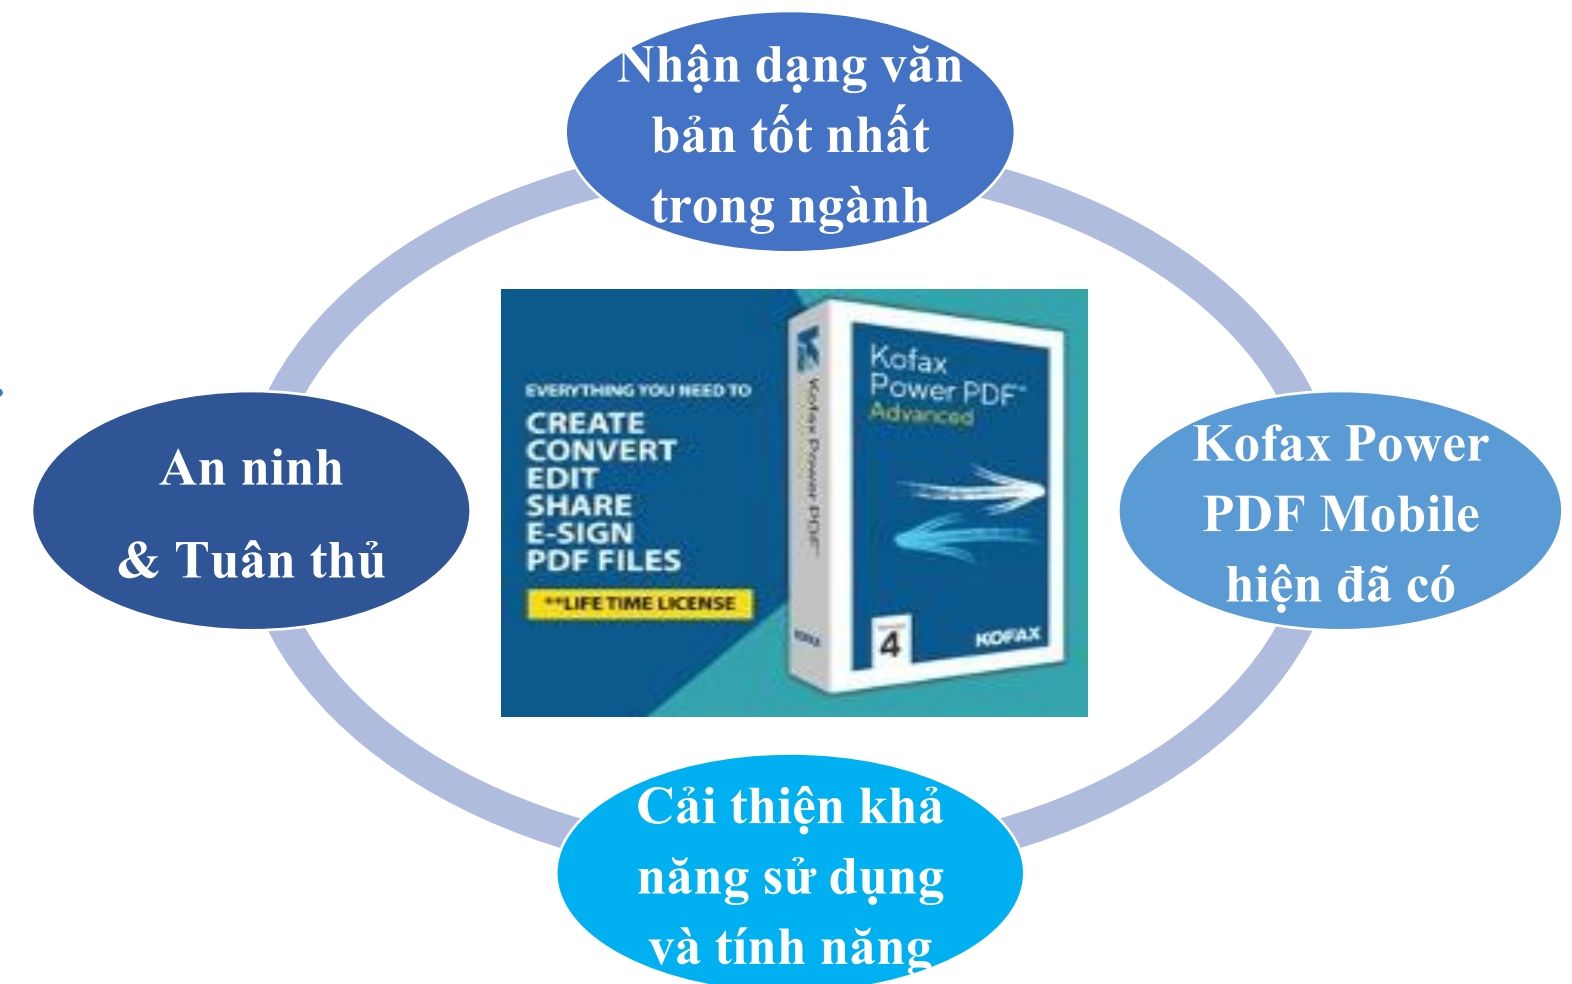 Nhận dạng văn
bản tốt nhất
trong ngành
EVERYTHING YOU NEED TO
CREATE
CONVERT
EDIT
SHARE
E-SIGN
PDF FILES
**LIFE TIME LICENSE
Kofax Power PDF
Kofax
Power PDF™
Advanced
4
KOFAX
An ninh
& Tuân thủ
Kofax Power
PDF Mobile
hiện đã có
Cải thiện khả
năng sử dụng
và tính năng